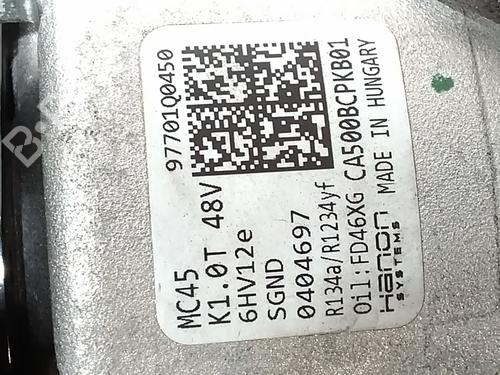 97701Q0450
MC45
K1.0T 48V
6HV12e
SGND
0404697
R134a/R1234yf
Oil:FD46XG CA500BCPKB01
Hanon
SYSTEMS
MADE IN HUNGARY